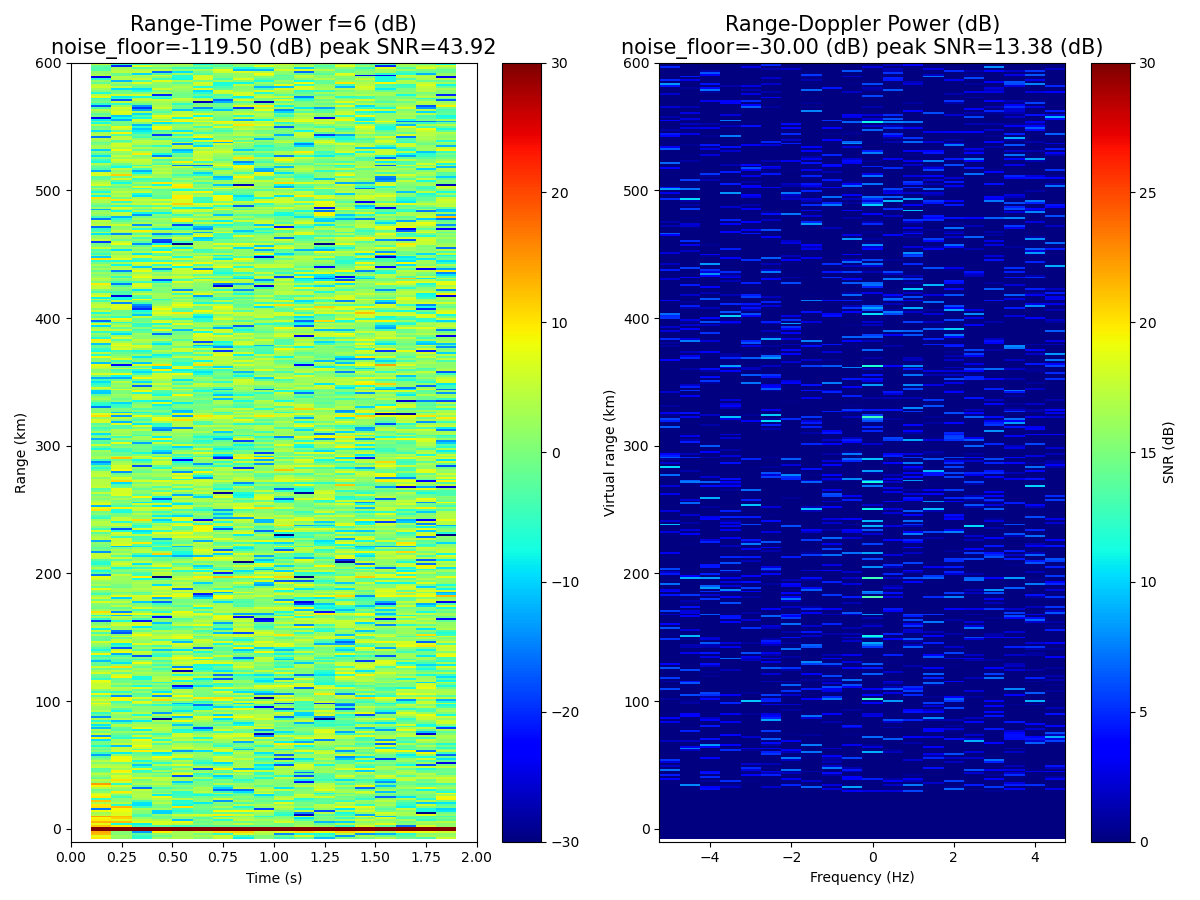 Range-Time Power f=6 (dB)
noise_floor=-119.50 (dB) peak SNR=43.92
Range-Doppler Power (dB)
noise_floor=-30.00 (dB) peak SNR=13.38 (dB)
600
500
400
300
200
100
0
Range (km)
0.00 0.25 0.50 0.75 1.00 1.25 1.50 1.75 2.00
Time (s)
30
20
10
0
−10
−20
−30
600
500
400
300
200
100
0
Virtual range (km)
−4 −2 0 2 4
Frequency (Hz)
30
25
20
15
10
5
0
SNR (dB)